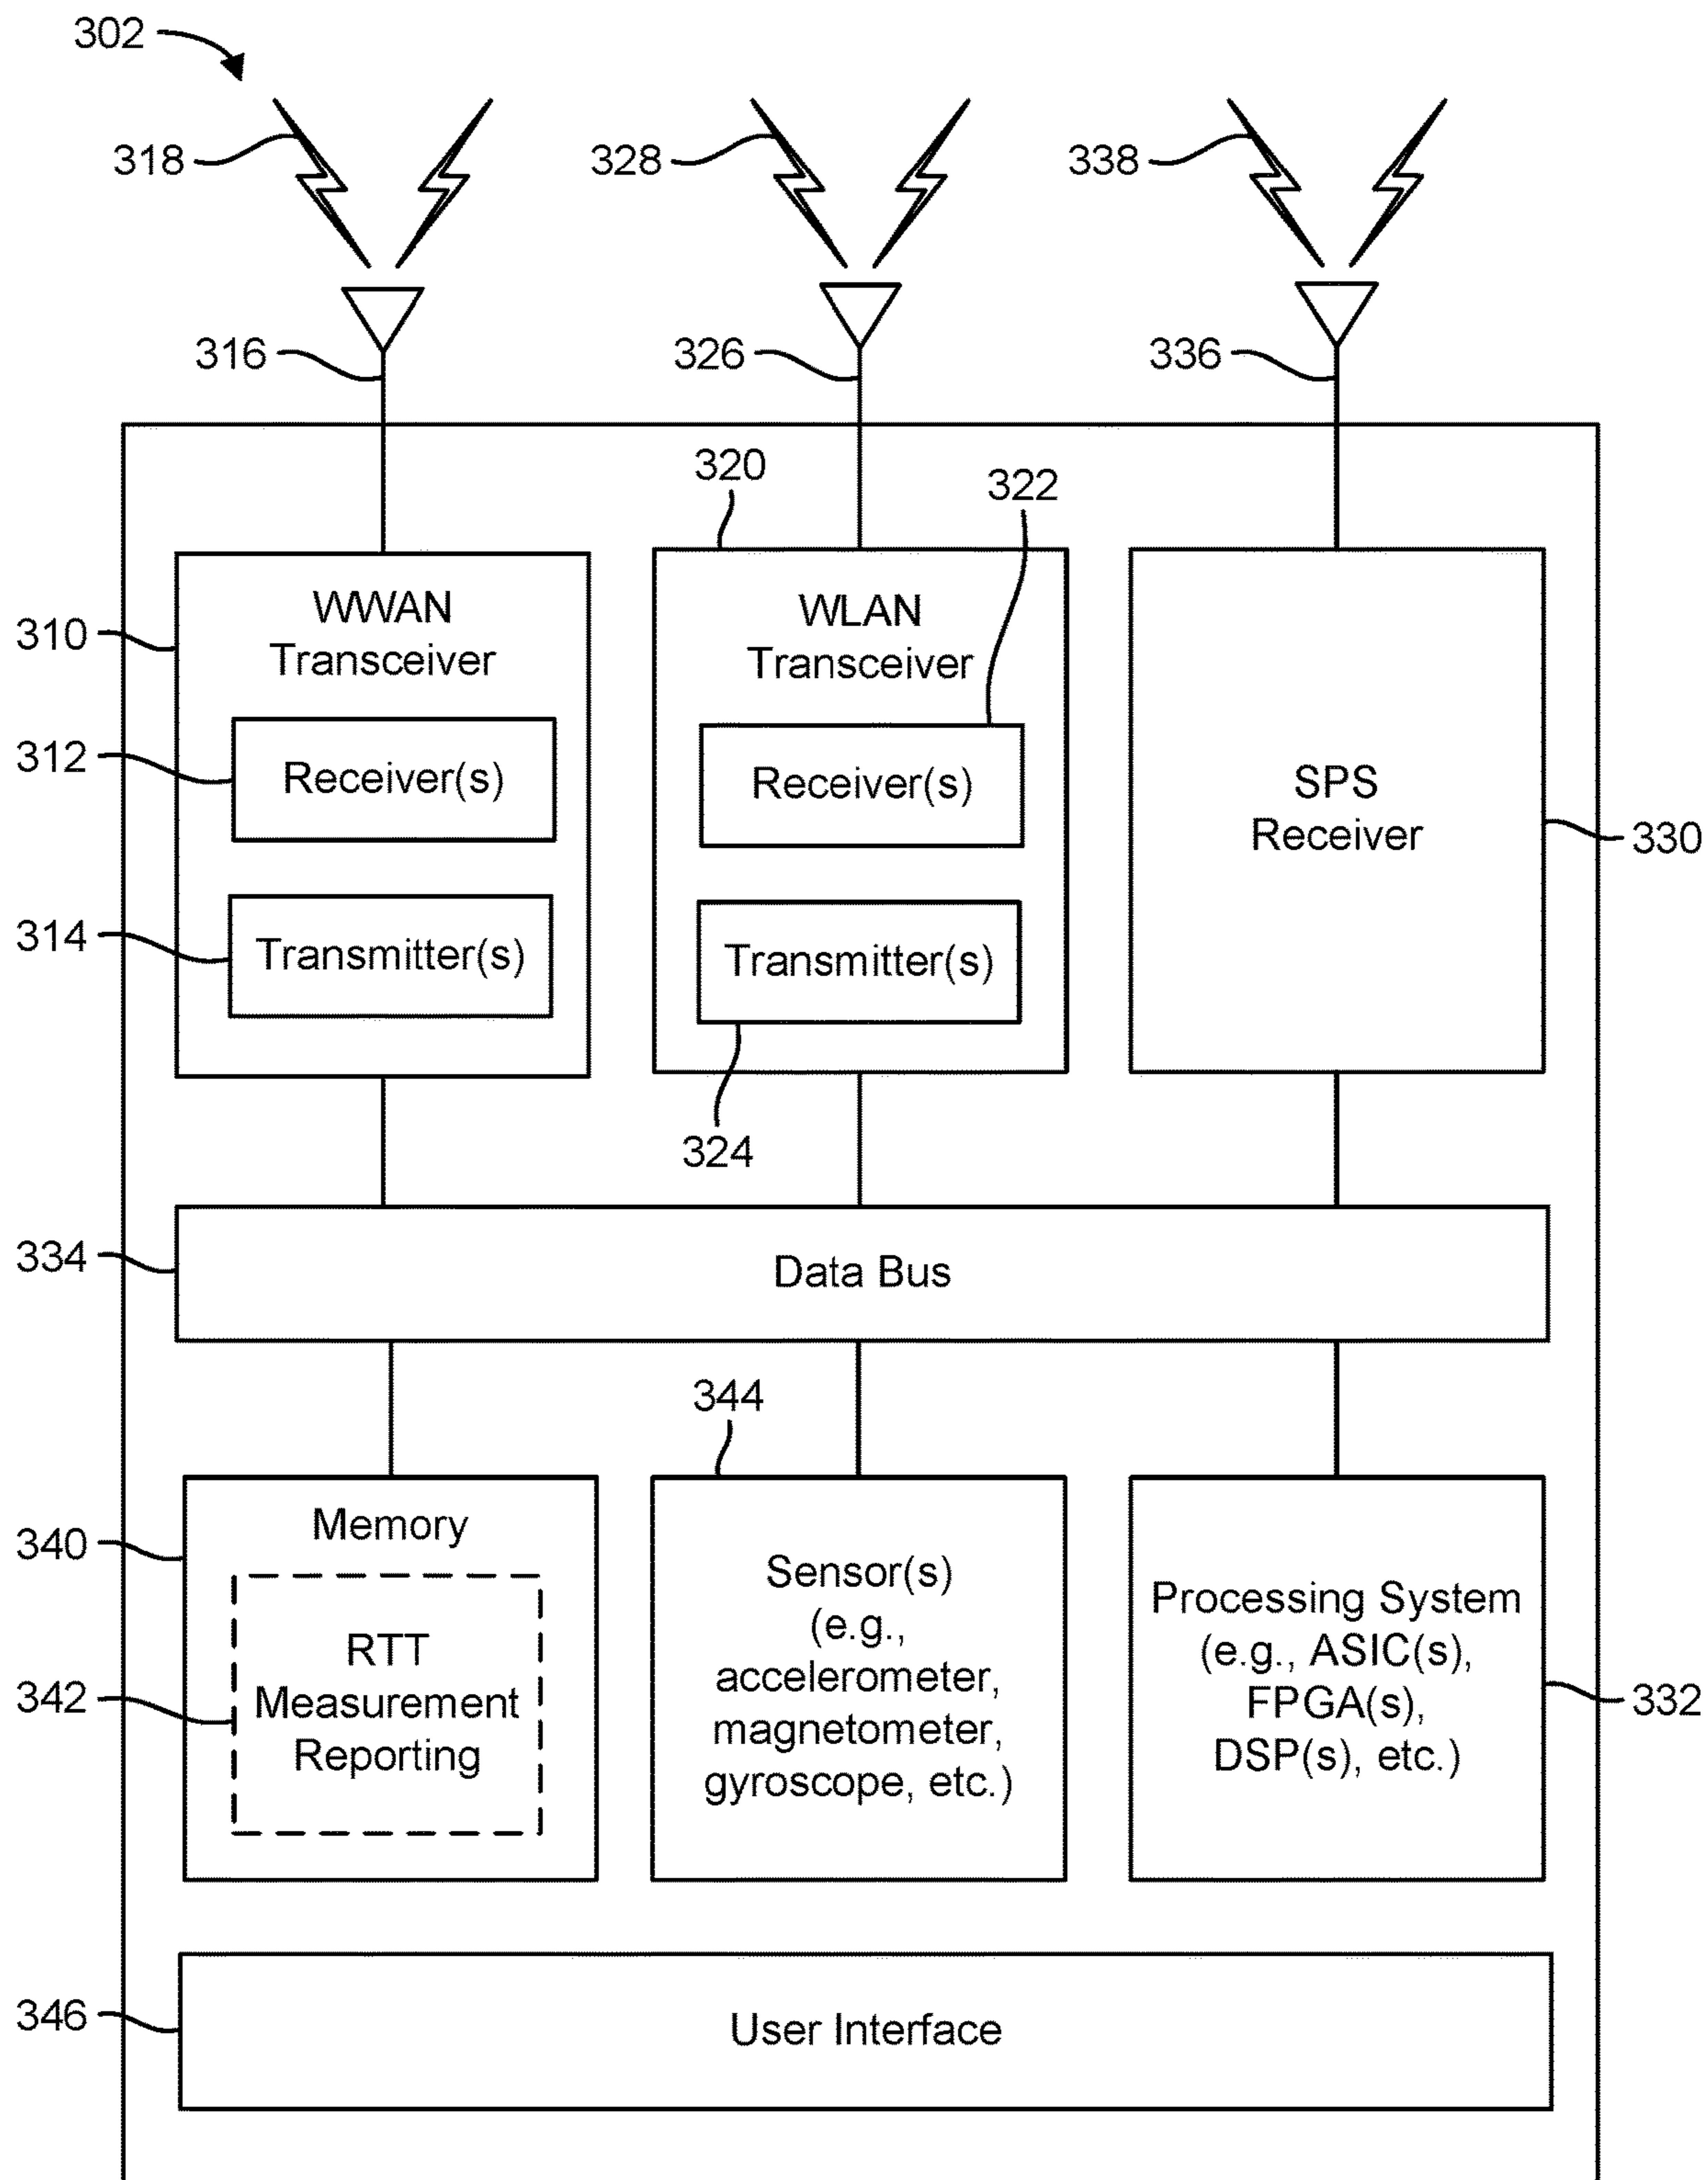 302
318
328
338
316
326
336
320
322
310
WWAN
Transceiver
WLAN
Transceiver
312
Receiver(s)
Receiver(s)
SPS
Receiver
330
314
Transmitter(s)
Transmitter(s)
324
334
Data Bus
344
340
Memory
342
RTT
Measurement
Reporting
Sensor(s)
(e.g.,
accelerometer,
magnetometer,
gyroscope, etc.)
Processing System
(e.g., ASIC(s),
FPGA(s),
DSP(s), etc.)
332
346
User Interface